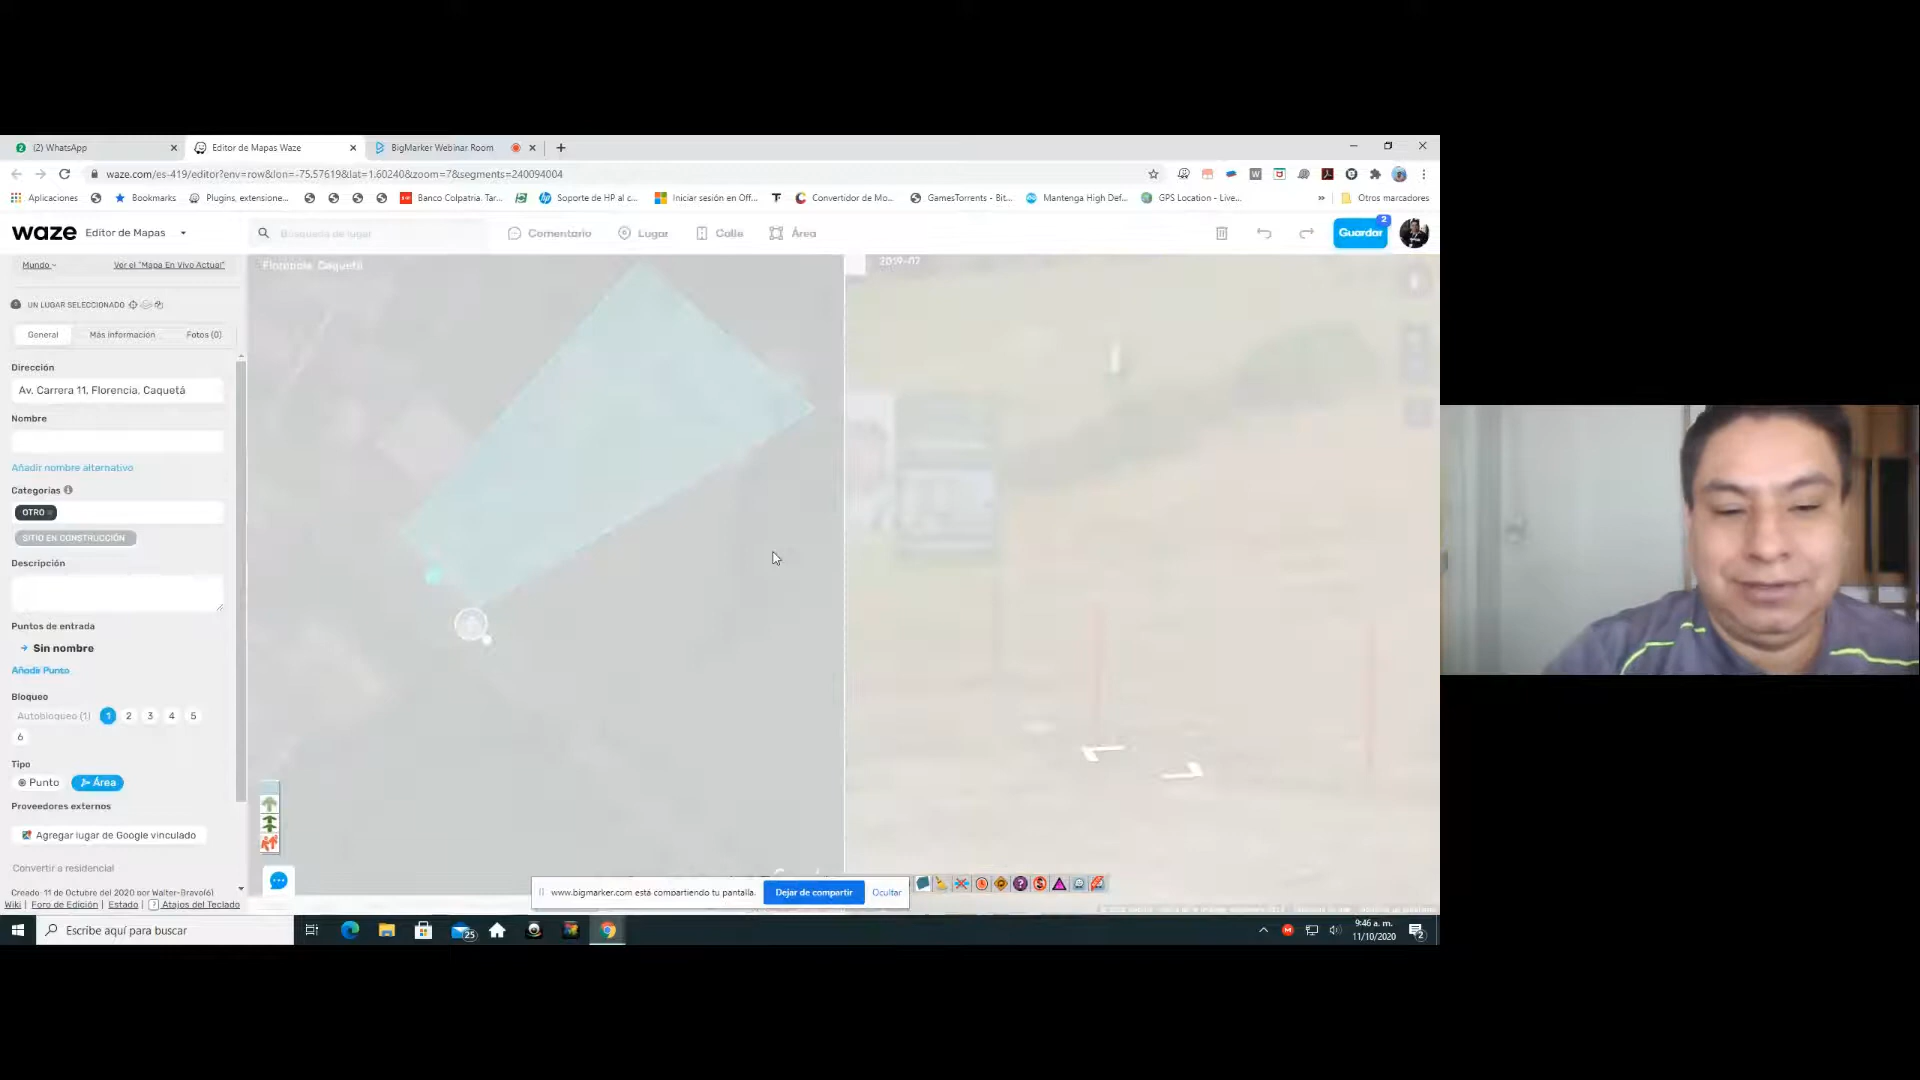 (2) WhatsApp
Editor de Mapas Waze
BigMarker Webinar Room
waze.com/es-419/editor?env=row&lon=-75.57619&lat=1.60240&zoom=7&segments=240094004
Aplicaciones
Bookmarks
Plugins, extensione...
Banco Colpatria. Tar...
Soporte de HP al c...
Iniciar sesión en Off...
Convertidor de Mo...
GamesTorrents - Bit...
Mantenga High Def...
GPS Location - Live...
»
Otros marcadores
waze
Editor de Mapas
Búsqueda de lugar
Comentario
Lugar
Calle
Área
Guardar
2
Mundo
Ver el "Mapa En Vivo Actual"
Florencia, Caquetá
2019-07
UN LUGAR SELECCIONADO
General
Más información
Fotos (0)
Dirección
Av. Carrera 11, Florencia, Caquetá
Nombre
Añadir nombre alternativo
Categorías
OTRO
SITIO EN CONSTRUCCIÓN
Descripción
Puntos de entrada
Sin nombre
Añadir Punto
Bloqueo
Autobloqueo (1) 1 2 3 4 5
6
Tipo
Punto
Área
Proveedores externos
Agregar lugar de Google vinculado
Convertir a residencial
Creado: 11 de Octubre del 2020 por Walter-Bravo(6)
Wiki | Foro de Edición | Estado | ? Atajos del Teclado
www.bigmarker.com está compartiendo tu pantalla.
Dejar de compartir
Ocultar
Escribe aquí para buscar
25
9:46 a. m.
11/10/2020
2